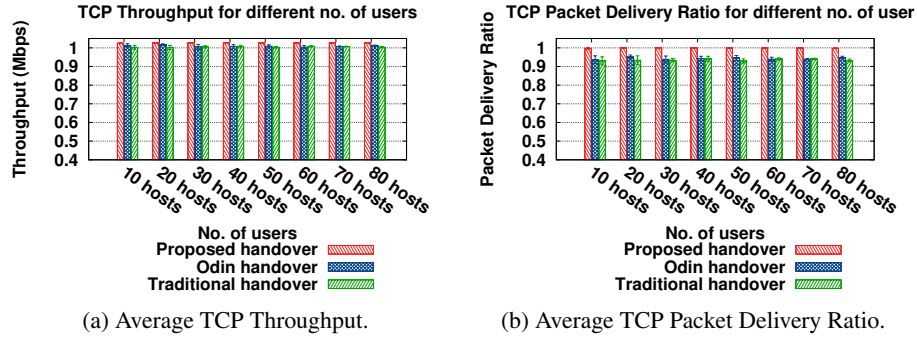 TCP Throughput for different no. of users
Throughput (Mbps)
1
0.9
0.8
0.7
0.6
0.5
0.4
10 hosts
20 hosts
30 hosts
40 hosts
50 hosts
60 hosts
70 hosts
80 hosts
No. of users
Proposed handover
Odin handover
Traditional handover
(a) Average TCP Throughput.
TCP Packet Delivery Ratio for different no. of user
Packet Delivery Ratio
1
0.9
0.8
0.7
0.6
0.5
0.4
10 hosts
20 hosts
30 hosts
40 hosts
50 hosts
60 hosts
70 hosts
80 hosts
No. of users
Proposed handover
Odin handover
Traditional handover
(b) Average TCP Packet Delivery Ratio.